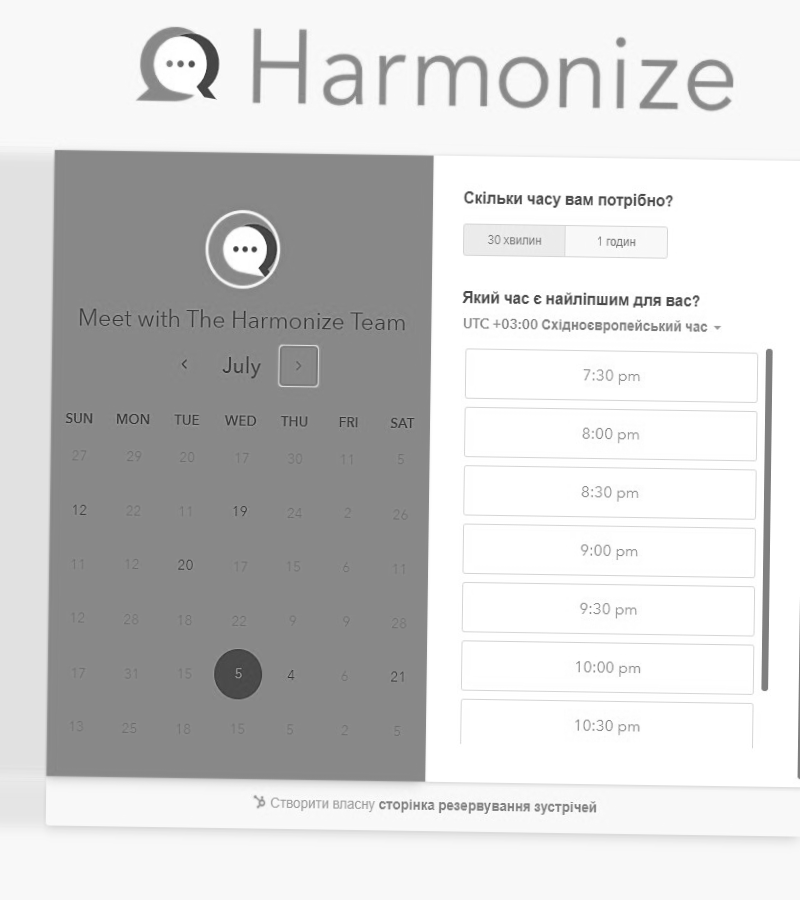 Harmonize
Meet with The Harmonize Team
July
SUN MON TUE WED THU FRI SAT
27 29 20 17 30 11 5
12 22 11 19 24 2 26
11 12 20 17 15 6 11
12 28 18 22 9 9 28
17 31 15 5 4 6 21
13 25 18 15 5 2 5
Скільки часу вам потрібно?
30 хвилин 1 годин
Який час є найліпшим для вас?
UTC +03:00 Східноєвропейський час
7:30 pm
8:00 pm
8:30 pm
9:00 pm
9:30 pm
10:00 pm
10:30 pm
Створити власну сторінка резервування зустрічей